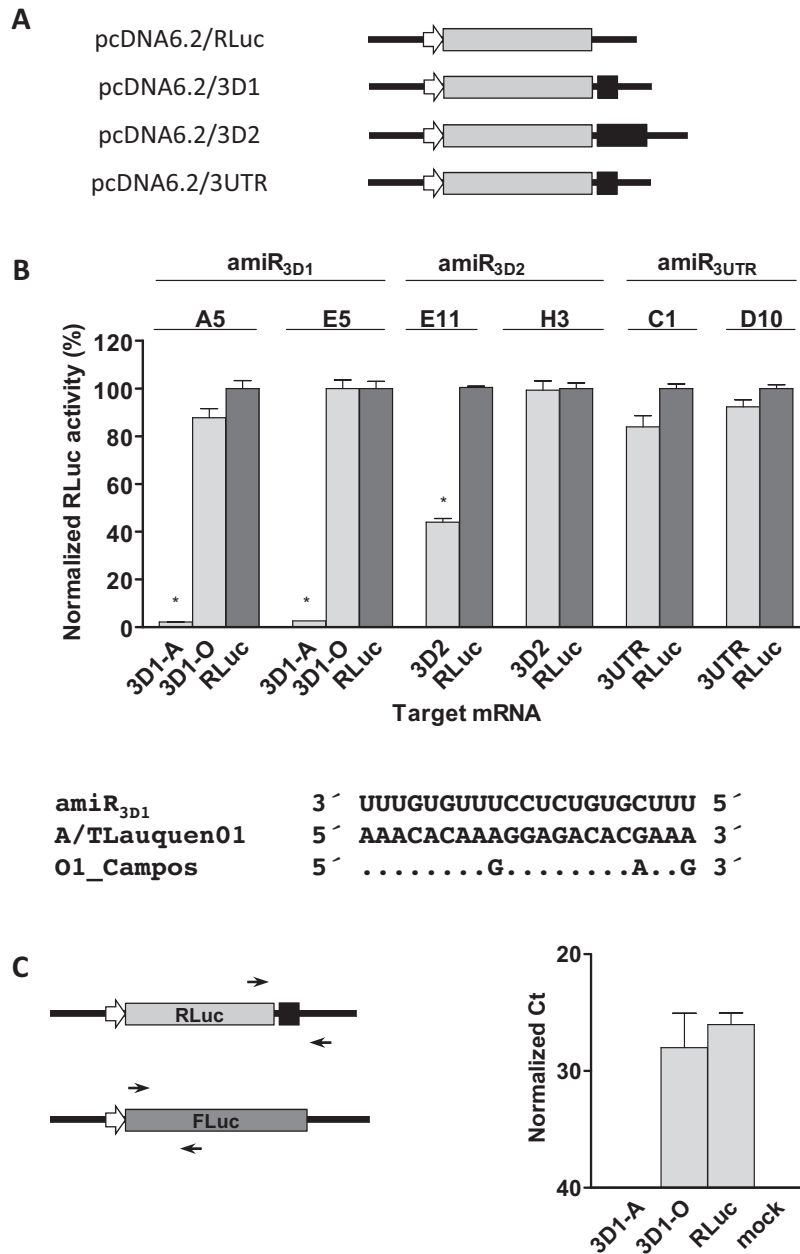 A
pcDNA6.2/RLuc
pcDNA6.2/3D1
pcDNA6.2/3D2
pcDNA6.2/3UTR
B
amiR3D1 amiR3D2 amiR3UTR
A5 E5 E11 H3 C1 D10
Normalized RLuc activity (%)
120
100
80
60
40
20
0
* * *
3D1-A 3D1-O RLuc 3D1-A 3D1-O RLuc 3D2 RLuc 3D2 RLuc 3UTR RLuc 3UTR RLuc
Target mRNA
amiR3D1 3´ UUUGUGUUUCCUCUGUGCUUU 5´
A/TLauquen01 5´ AAACACAAAGGAGACACGAAA 3´
O1_Campos 5´ ........G........A..G 3´
C
RLuc
FLuc
Normalized Ct
20
30
40
3D1-A 3D1-O RLuc mock